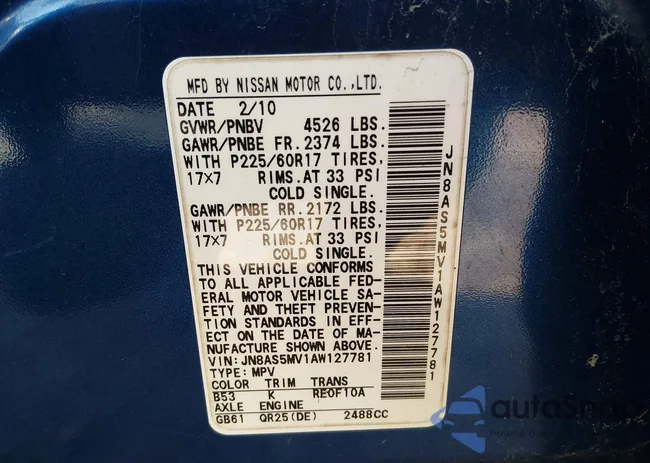 MFD BY NISSAN MOTOR CO.,LTD.
DATE 2/10
GVWR/PNBV 4526 LBS.
GAWR/PNBE FR. 2374 LBS.
WITH P225/60R17 TIRES,
17×7 RIMS. AT 33 PSI
COLD SINGLE.
GAWR/PNBE RR. 2172 LBS.
WITH P225/60R17 TIRES,
17×7 RIMS. AT 33 PSI
COLD SINGLE.
THIS VEHICLE CONFORMS
TO ALL APPLICABLE FED-
ERAL MOTOR VEHICLE SA-
FETY AND THEFT PREVEN-
TION STANDARDS IN EFF-
ECT ON THE DATE OF MA-
NUFACTURE SHOWN ABOVE.
VIN: JN8AS5MV1AW127781
TYPE: MPV
COLOR TRIM TRANS
B53 K RE0F10A
AXLE ENGINE
GB61 QR25(DE) 2488CC
JN8AS5MV1AW127781